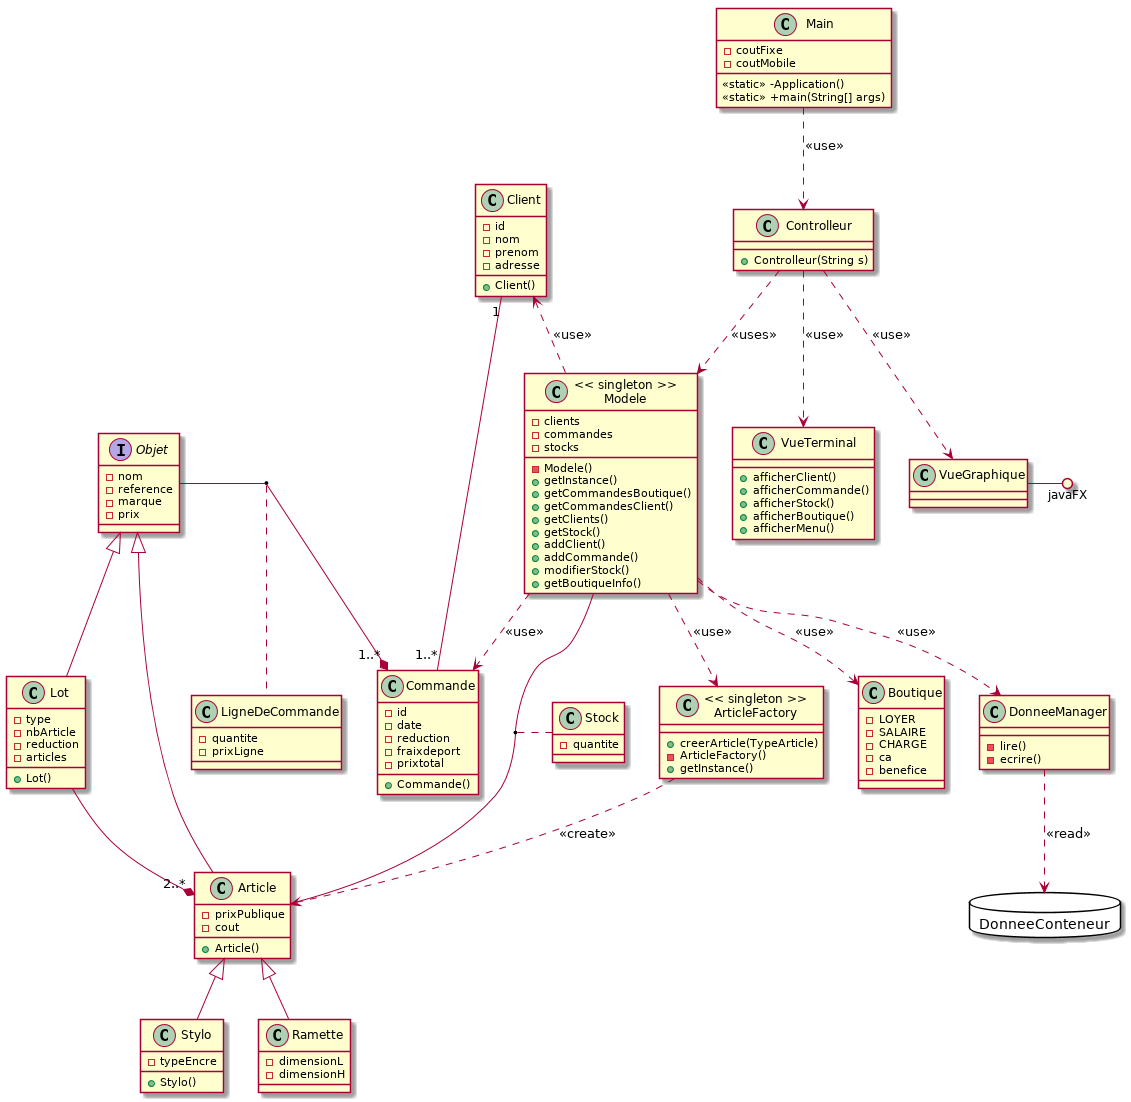 C Main
coutFixe
coutMobile
«static» -Application()
«static» +main(String[] args)
«use»
C Client
id
nom
prenom
adresse
Client()
C Controlleur
Controlleur(String s)
1
«use»
«uses»
«use»
«use»
C << singleton >>
Modele
clients
commandes
stocks
Modele()
getInstance()
getCommandesBoutique()
getCommandesClient()
getClients()
getStock()
addClient()
addCommande()
modifierStock()
getBoutiqueInfo()
C VueTerminal
afficherClient()
afficherCommande()
afficherStock()
afficherBoutique()
afficherMenu()
C VueGraphique
javaFX
I Objet
nom
reference
marque
prix
1..*
1..*
«use»
«use»
«use»
«use»
C Lot
type
nbArticle
reduction
articles
Lot()
C LigneDeCommande
quantite
prixLigne
C Commande
id
date
reduction
fraixdeport
prixtotal
Commande()
C Stock
quantite
C << singleton >>
ArticleFactory
creerArticle(TypeArticle)
ArticleFactory()
getInstance()
C Boutique
LOYER
SALAIRE
CHARGE
ca
benefice
C DonneeManager
lire()
ecrire()
«create»
«read»
2..*
C Article
prixPublique
cout
Article()
DonneeConteneur
C Stylo
typeEncre
Stylo()
C Ramette
dimensionL
dimensionH